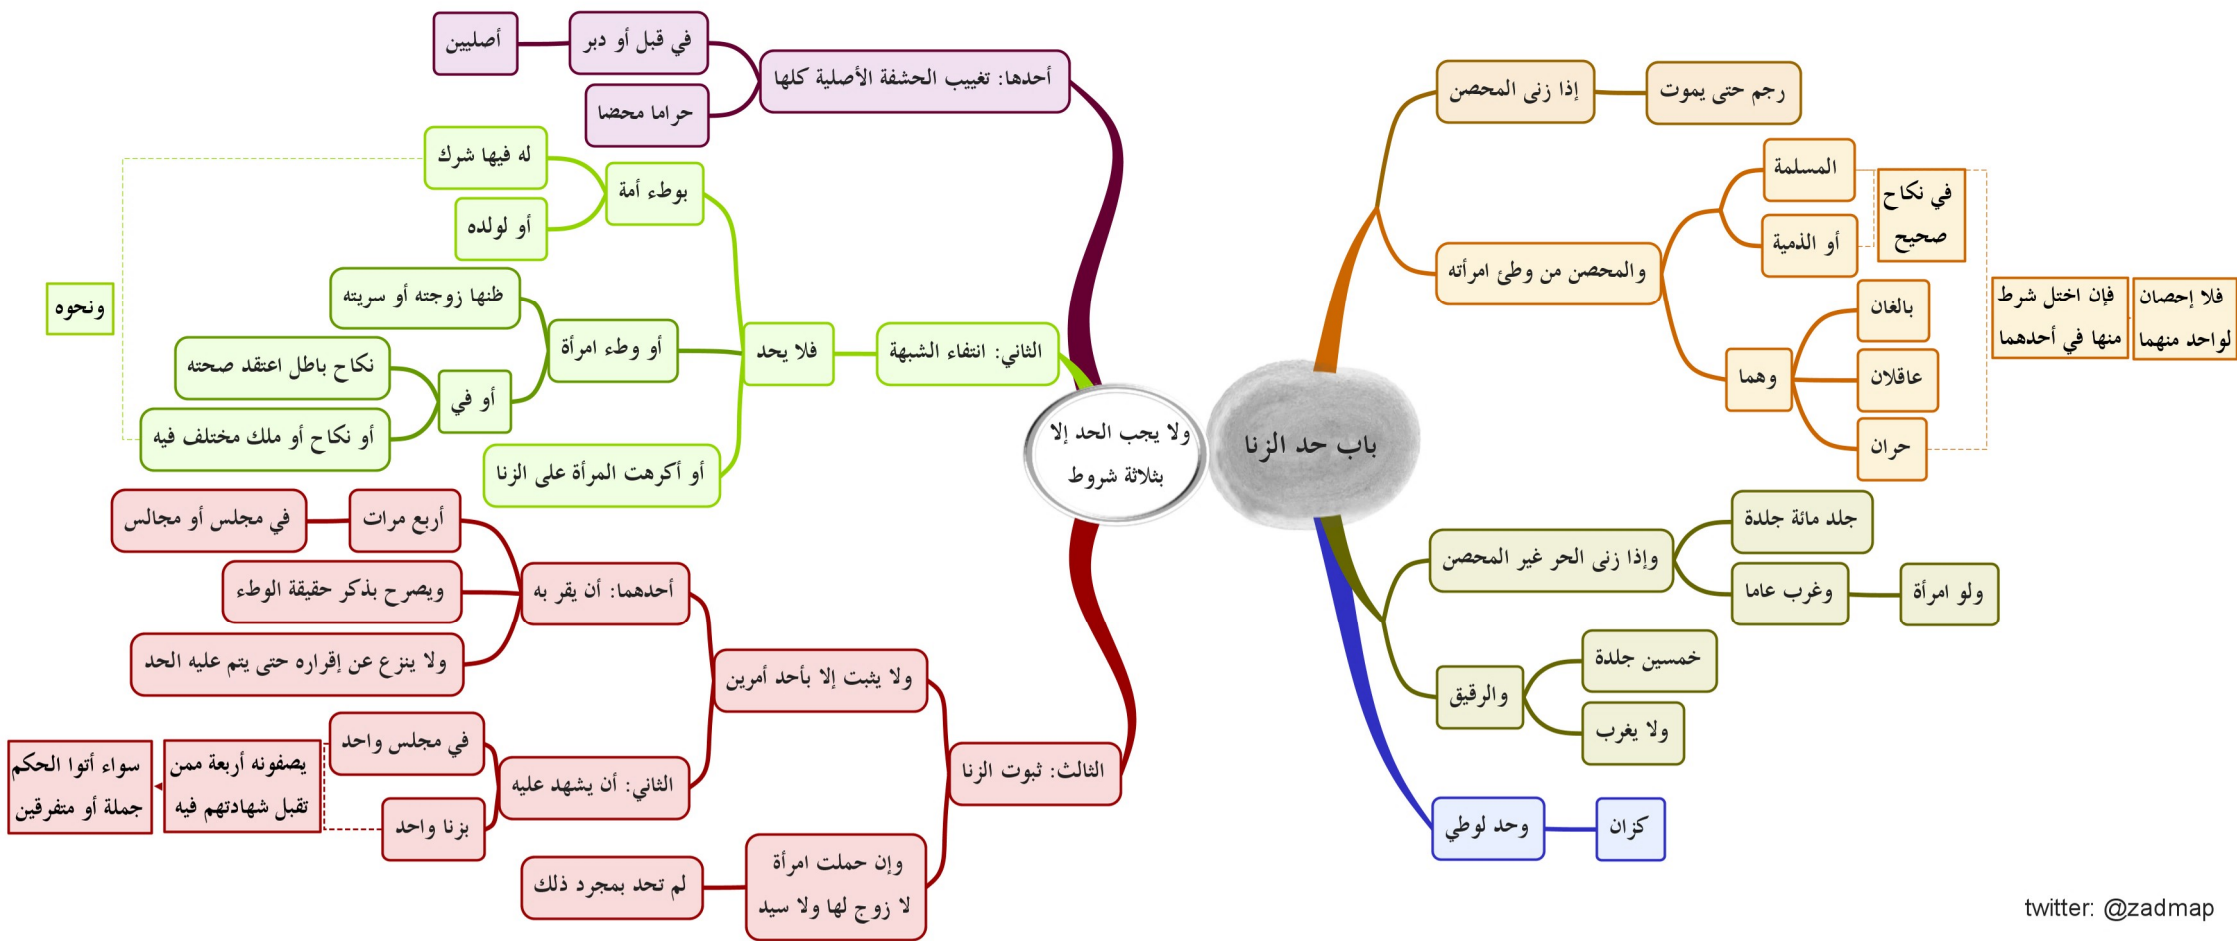 باب حد الزنا
إذا زنى المحصن
رجم حتى يموت
والمحصن من وطئ امرأته
المسلمة
أو الذمية
في نكاح
صحيح
وهما
بالغان
عاقلان
حران
فإن اختل شرط
منها في أحدهما
فلا إحصان
لواحد منهما
وإذا زنى الحر غير المحصن
جلد مائة جلدة
وغرب عاما
ولو امرأة
والرقيق
خمسين جلدة
ولا يغرب
وحد لوطي
كزان
ولا يجب الحد إلا
بثلاثة شروط
أحدها: تغييب الحشفة الأصلية كلها
في قبل أو دبر
أصليين
حراما محضا
الثاني: انتفاء الشبهة
فلا يحد
بوطء أمة
له فيها شرك
أو لولده
أو وطء امرأة
ظنها زوجته أو سريته
أو في
نكاح باطل اعتقد صحته
أو نكاح أو ملك مختلف فيه
ونحوه
أو أكرهت المرأة على الزنا
الثالث: ثبوت الزنا
ولا يثبت إلا بأحد أمرين
أحدهما: أن يقر به
أربع مرات
في مجلس أو مجالس
ويصرح بذكر حقيقة الوطء
ولا ينزع عن إقراره حتى يتم عليه الحد
الثاني: أن يشهد عليه
في مجلس واحد
بزنا واحد
يصفونه أربعة ممن
تقبل شهادتهم فيه
سواء أتوا الحكم
جملة أو متفرقين
وإن حملت امرأة
لا زوج لها ولا سيد
لم تحد بمجرد ذلك
twitter: @zadmap